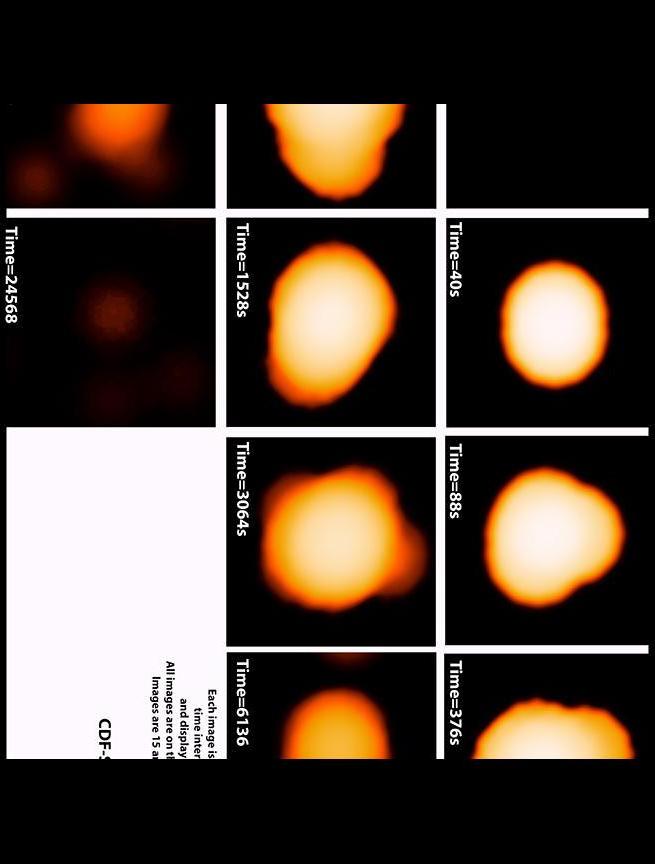 Time=40s
Time=88s
Time=376s
Time=1528s
Time=3064s
Time=6136
Time=24568
Each image is
time inter
and display
All images are on
Images are 15
CDF-